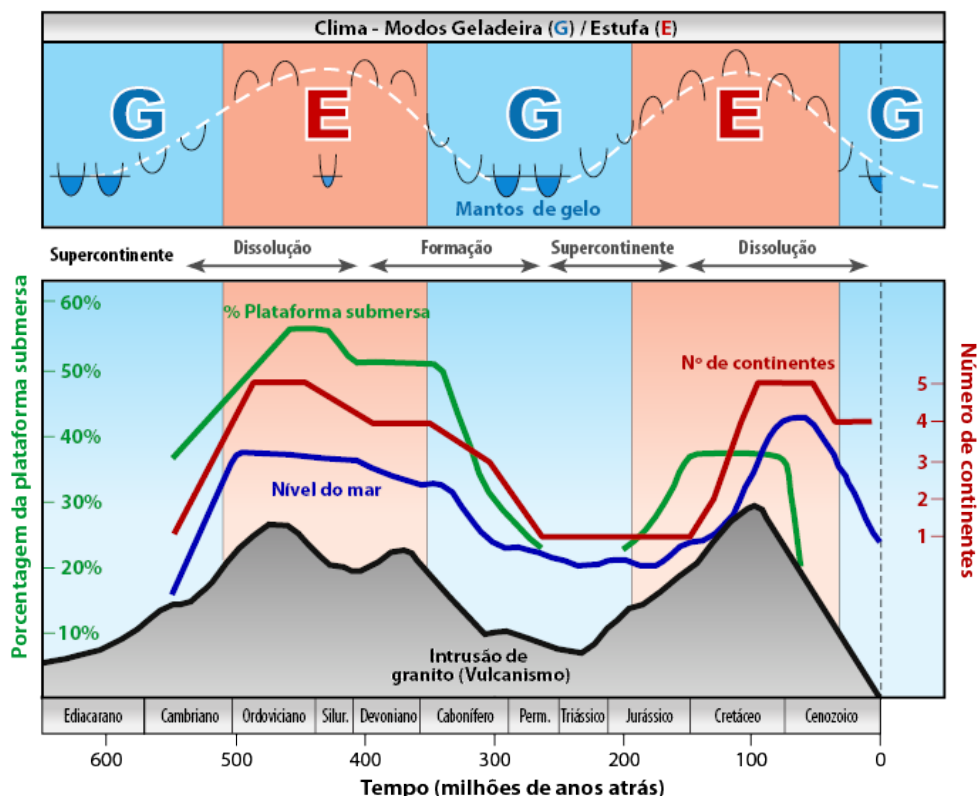 Clima - Modos Geladeira (G) / Estufa (E)
G
E
G
E
G
Mantos de gelo
Supercontinente
Dissolução
Formação
Supercontinente
Dissolução
Porcentagem da plataforma submersa
60%
50%
40%
30%
20%
10%
% Plataforma submersa
Nº de continentes
Nível do mar
Intrusão de
granito (Vulcanismo)
5
4
3
2
1
Número de continentes
Ediacarano
Cambriano
Ordoviciano
Silur.
Devoniano
Cabonífero
Perm.
Triássico
Jurássico
Cretáceo
Cenozoico
600
500
400
300
200
100
0
Tempo (milhões de anos atrás)